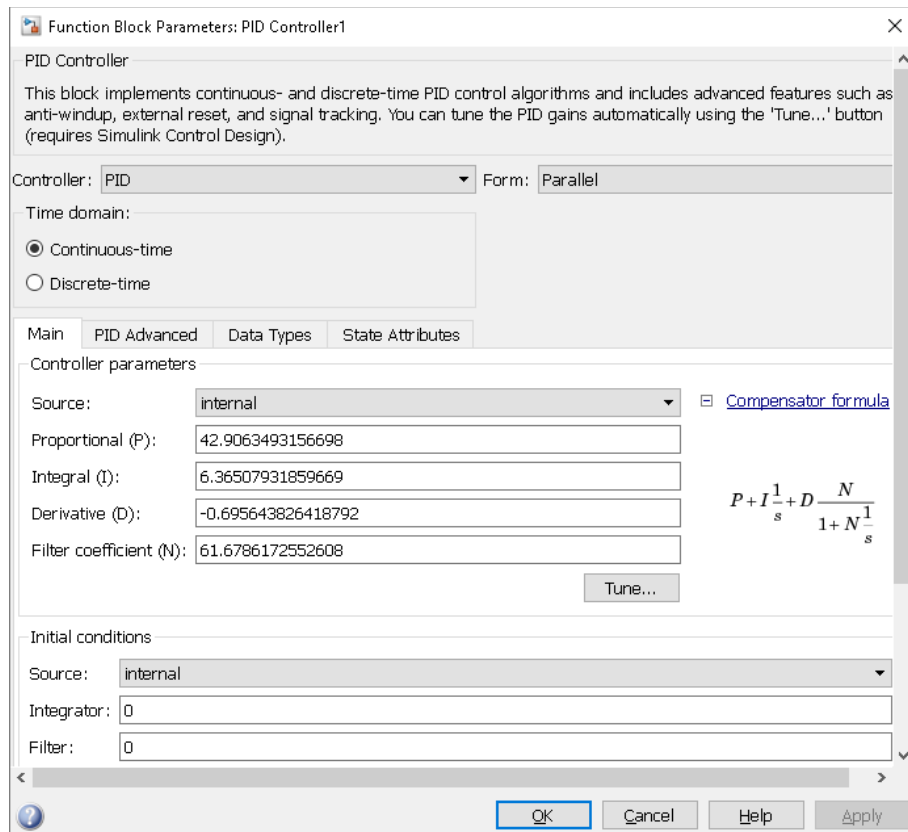 Function Block Parameters: PID Controller1
PID Controller
This block implements continuous- and discrete-time PID control algorithms and includes advanced features such as
anti-windup, external reset, and signal tracking. You can tune the PID gains automatically using the 'Tune...' button
(requires Simulink Control Design).
Controller: PID Form: Parallel
Time domain:
Continuous-time
Discrete-time
Main PID Advanced Data Types State Attributes
Controller parameters
Source: internal Compensator formula
Proportional (P): 42.9063493156698
Integral (I): 6.36507931859669
Derivative (D): -0.695643826418792
Filter coefficient (N): 61.6786172552608
P+I 1/s +D N/(1+N 1/s)
Tune...
Initial conditions
Source: internal
Integrator: 0
Filter: 0
OK Cancel Help Apply